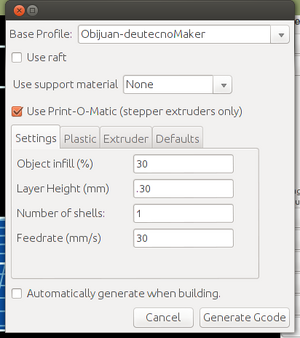 Base Profile: Obijuan-deutecnoMaker
Use raft
Use support material None
Use Print-O-Matic (stepper extruders only)
Settings Plastic Extruder Defaults
Object infill (%) 30
Layer Height (mm) .30
Number of shells: 1
Feedrate (mm/s) 30
Automatically generate when building.
Cancel Generate Gcode